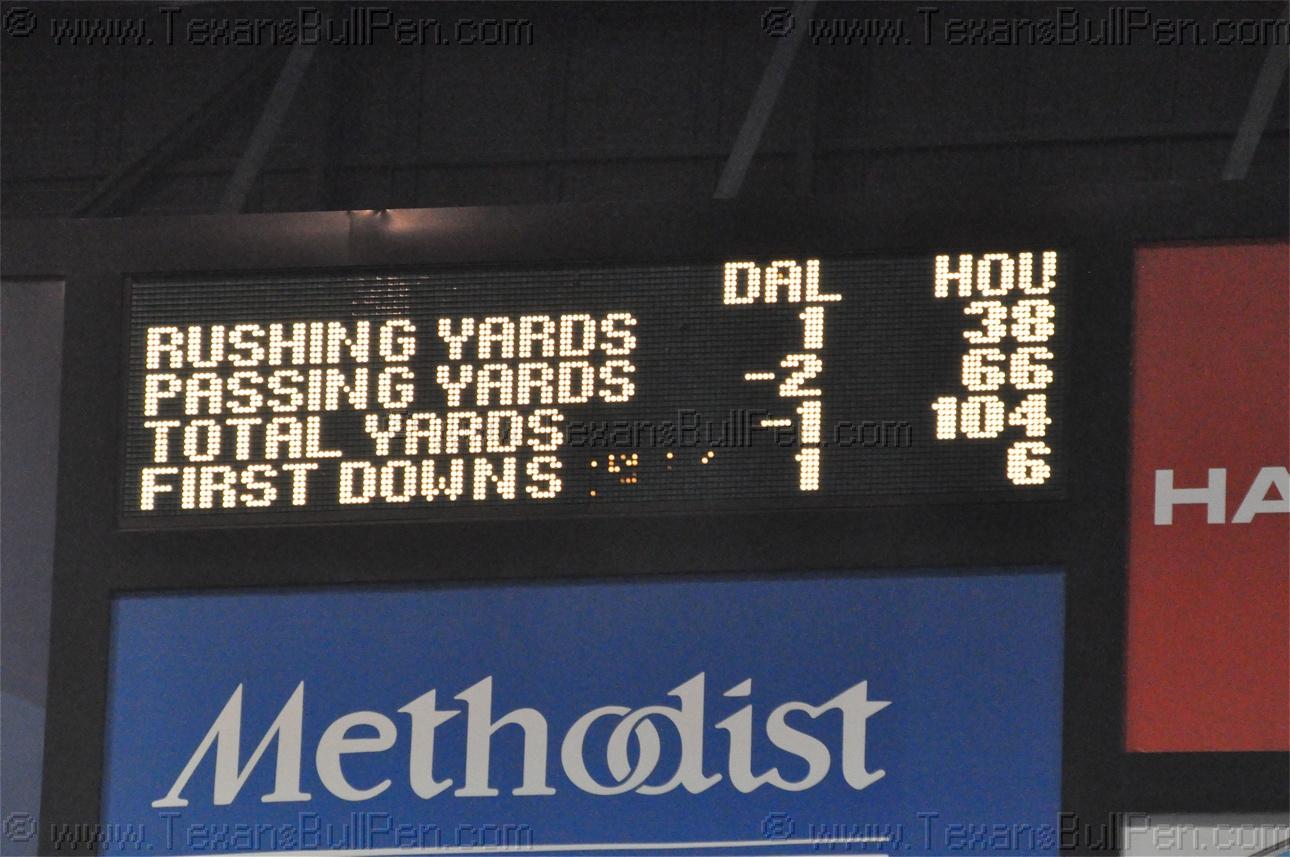 © www.TexansBullPen.com © www.TexansBullPen.com
DAL HOU
RUSHING YARDS 1 38
PASSING YARDS -2 66
TOTAL YARDS -1 104
FIRST DOWNS 1 6
TexansBullPen.com
HA
Methodist
© www.TexansBullPen.com © www.TexansBullPen.com